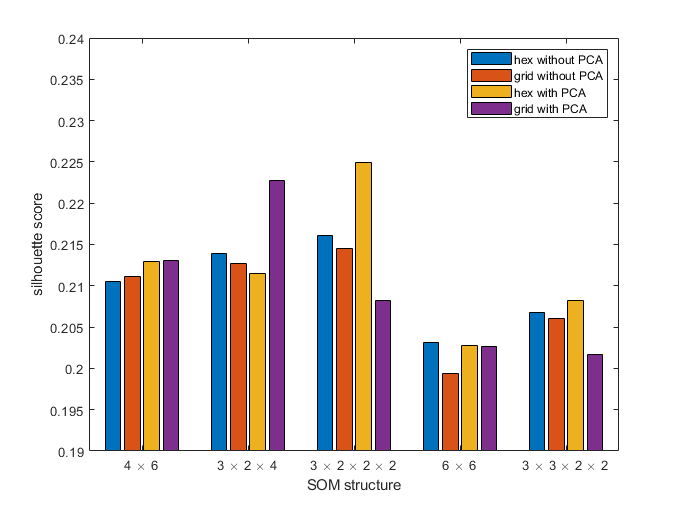 0.24
0.235
0.23
0.225
0.22
0.215
0.21
0.205
0.2
0.195
0.19
silhouette score
hex without PCA
grid without PCA
hex with PCA
grid with PCA
4 × 6
3 × 2 × 4
3 × 2 × 2 × 2
6 × 6
3 × 3 × 2 × 2
SOM structure